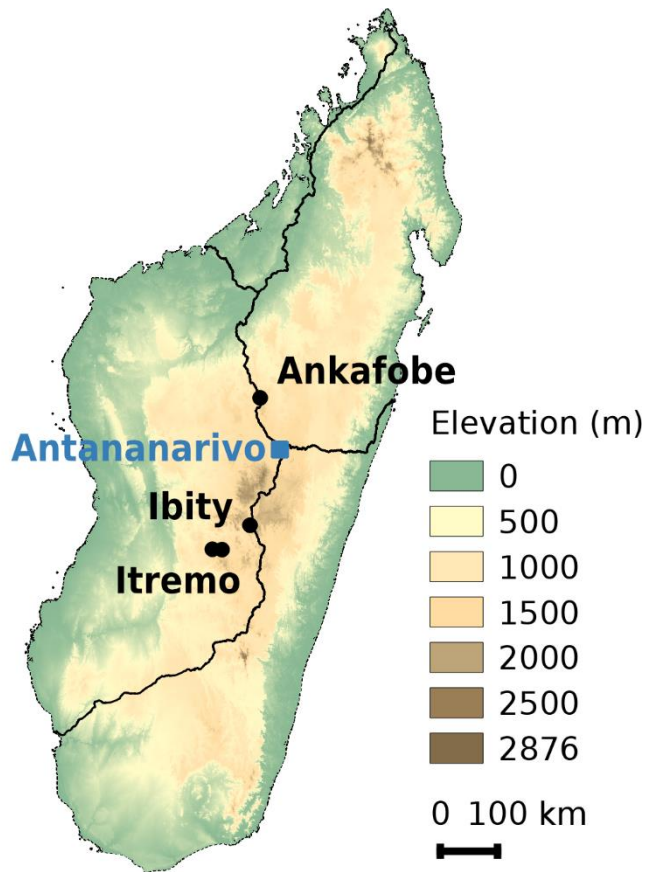 Ankafobe
Antananarivo
Ibity
Itremo
Elevation (m)
0
500
1000
1500
2000
2500
2876
0 100 km